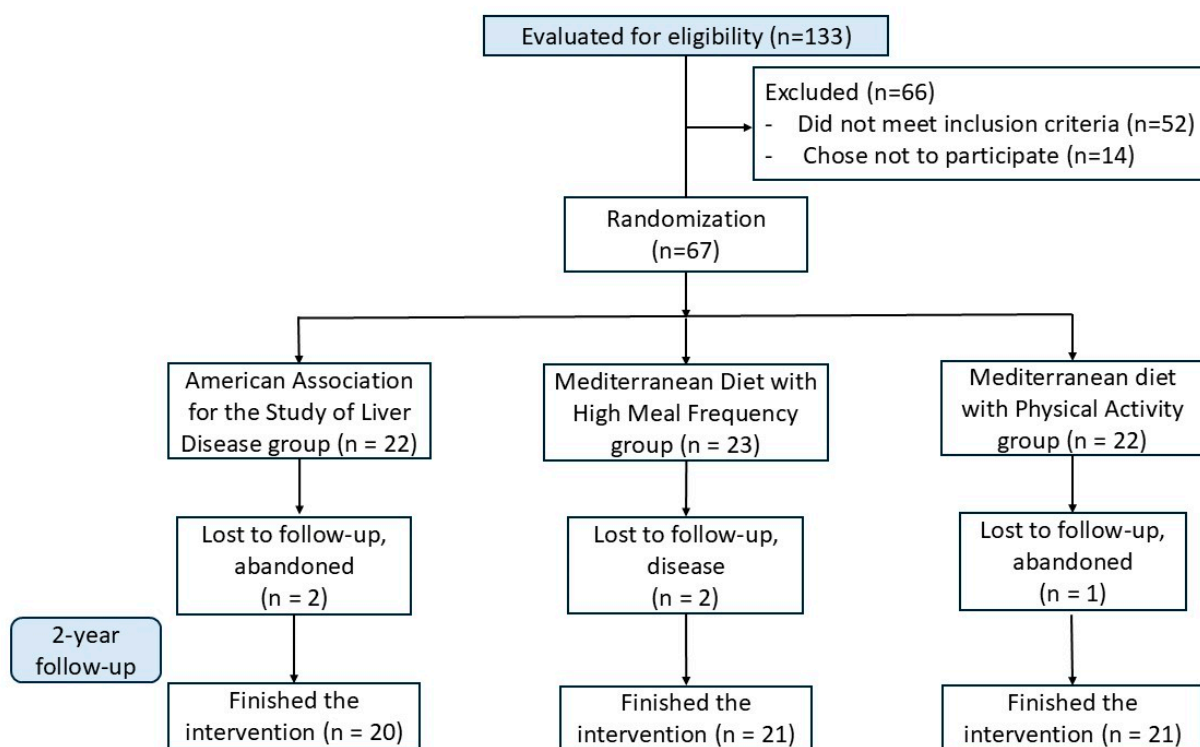 Evaluated for eligibility (n=133)
Excluded (n=66)
- Did not meet inclusion criteria (n=52)
- Chose not to participate (n=14)
Randomization
(n=67)
American Association
for the Study of Liver
Disease group (n = 22)
Mediterranean Diet with
High Meal Frequency
group (n = 23)
Mediterranean diet
with Physical Activity
group (n = 22)
Lost to follow-up,
abandoned
(n = 2)
Lost to follow-up,
disease
(n = 2)
Lost to follow-up,
abandoned
(n = 1)
2-year
follow-up
Finished the
intervention (n = 20)
Finished the
intervention (n = 21)
Finished the
intervention (n = 21)